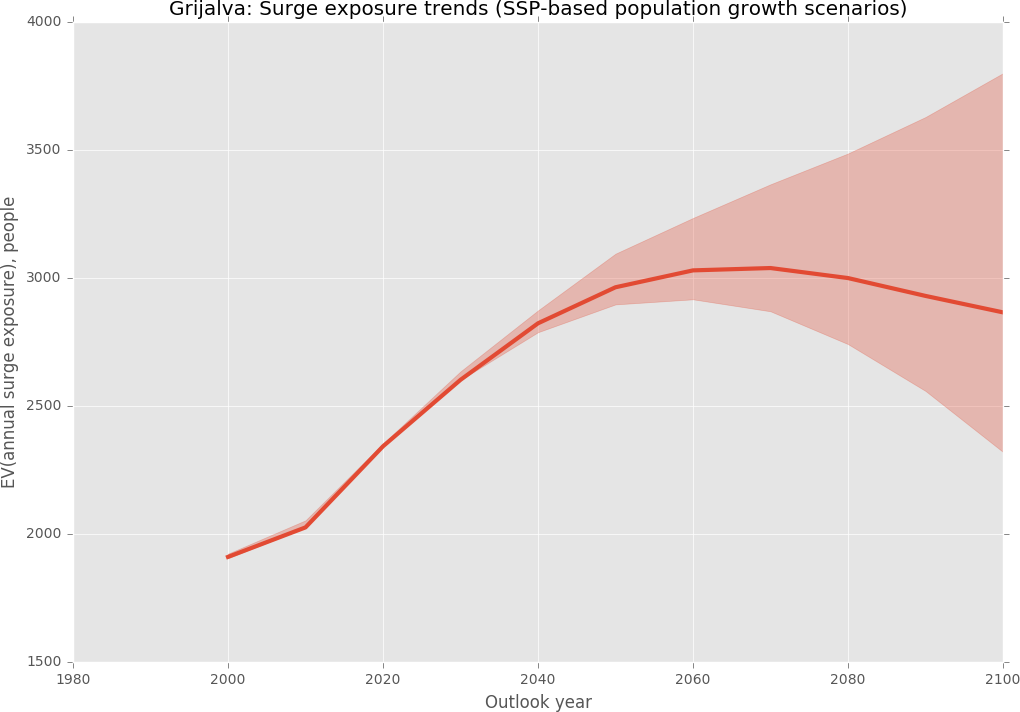 Grijalva: Surge exposure trends (SSP-based population growth scenarios)
4000
3500
3000
2500
2000
1500
EV(annual surge exposure), people
1980 2000 2020 2040 2060 2080 2100
Outlook year